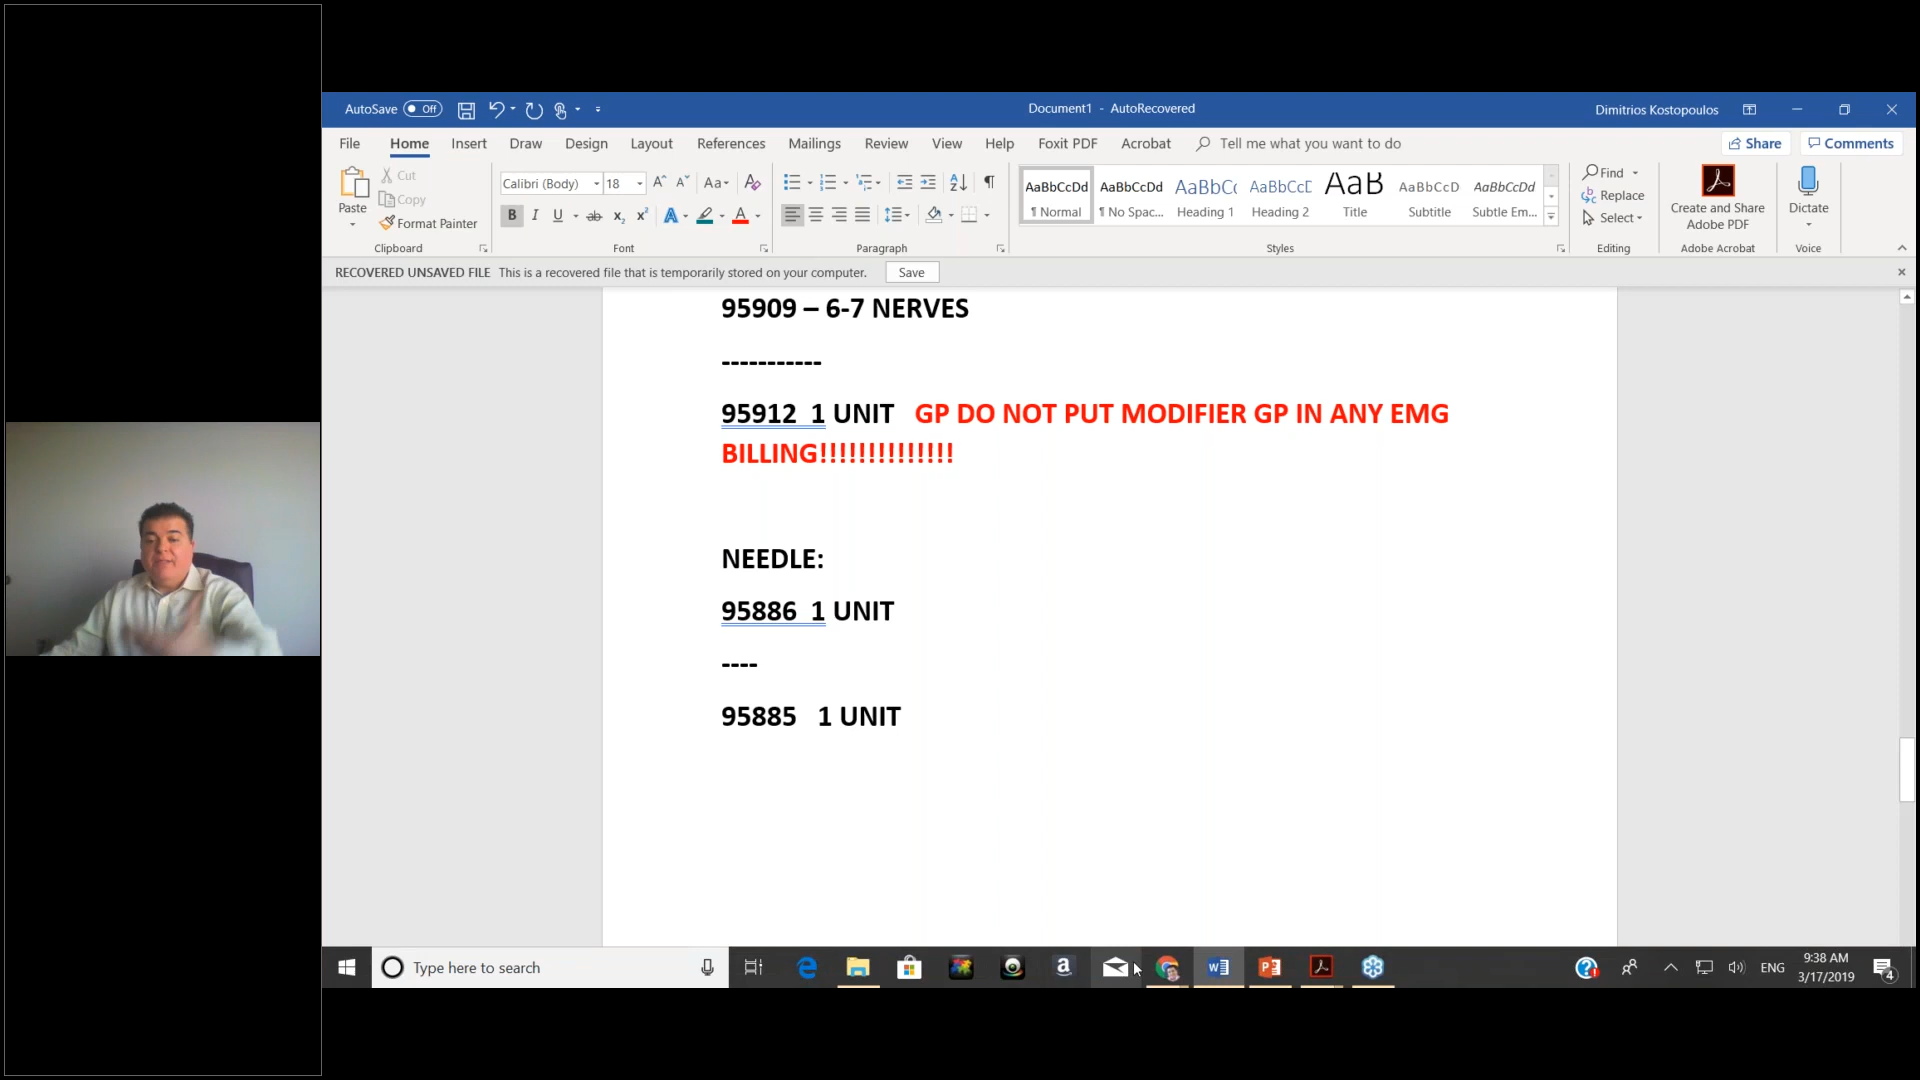 AutoSave Off
Document1 - AutoRecovered
Dimitrios Kostopoulos
File Home Insert Draw Design Layout References Mailings Review View Help Foxit PDF Acrobat Tell me what you want to do Share Comments
Paste
Cut
Copy
Format Painter
Clipboard
Calibri (Body) 18
Aa
B I U ab x₂ x² A A
Font
Paragraph
AaBbCcDd AaBbCcDd AaBbCc AaBbCcD AaB AaBbCcD AaBbCcDd
¶ Normal ¶ No Spac... Heading 1 Heading 2 Title Subtitle Subtle Em...
Styles
Find
Replace
Select
Editing
Create and Share
Adobe PDF
Adobe Acrobat
Dictate
Voice
RECOVERED UNSAVED FILE This is a recovered file that is temporarily stored on your computer. Save
95909 – 6-7 NERVES
-----------
95912 1 UNIT GP DO NOT PUT MODIFIER GP IN ANY EMG
BILLING!!!!!!!!!!!!!!
NEEDLE:
95886 1 UNIT
----
95885 1 UNIT
Type here to search
ENG
9:38 AM
3/17/2019
4